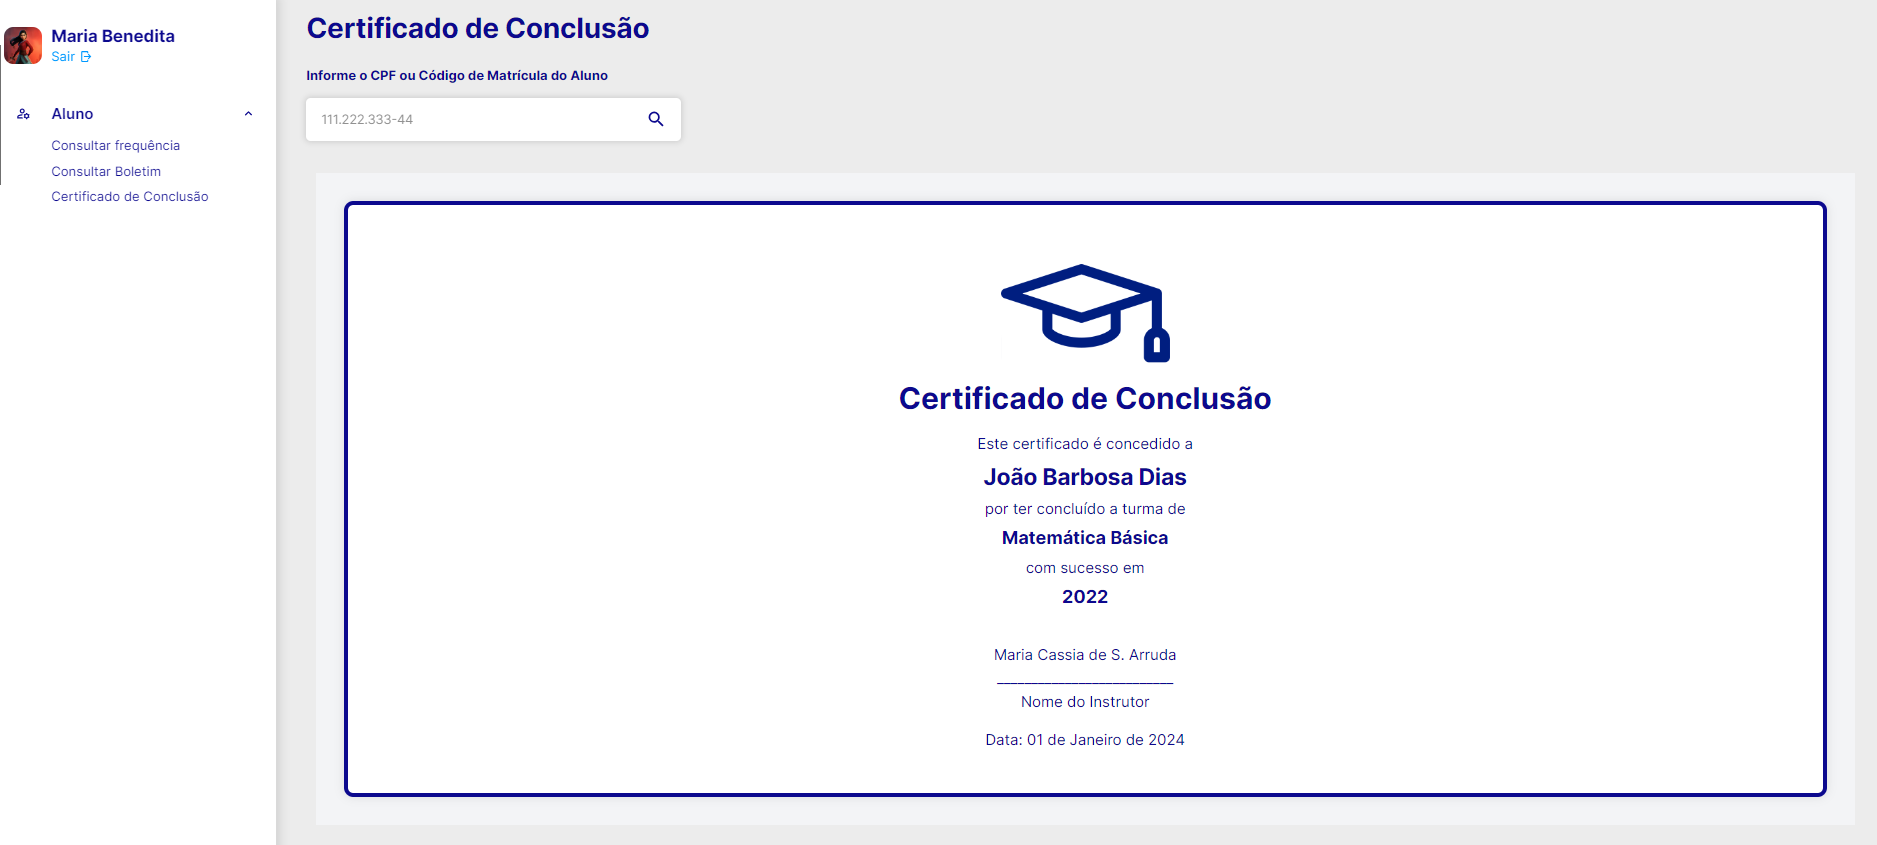 Maria Benedita
Sair
Aluno
Consultar frequência
Consultar Boletim
Certificado de Conclusão
Certificado de Conclusão
Informe o CPF ou Código de Matrícula do Aluno
111.222.333-44
Certificado de Conclusão
Este certificado é concedido a
João Barbosa Dias
por ter concluído a turma de
Matemática Básica
com sucesso em
2022
Maria Cassia de S. Arruda
__________________________
Nome do Instrutor
Data: 01 de Janeiro de 2024